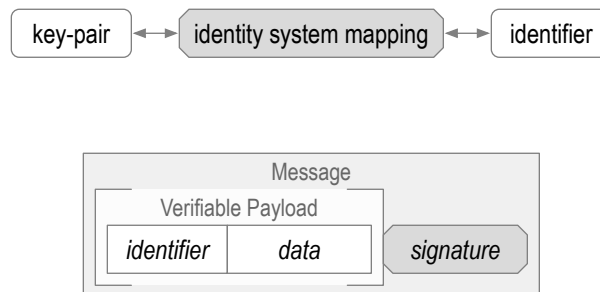 key-pair identity system mapping identifier
Message
Verifiable Payload
identifier data signature